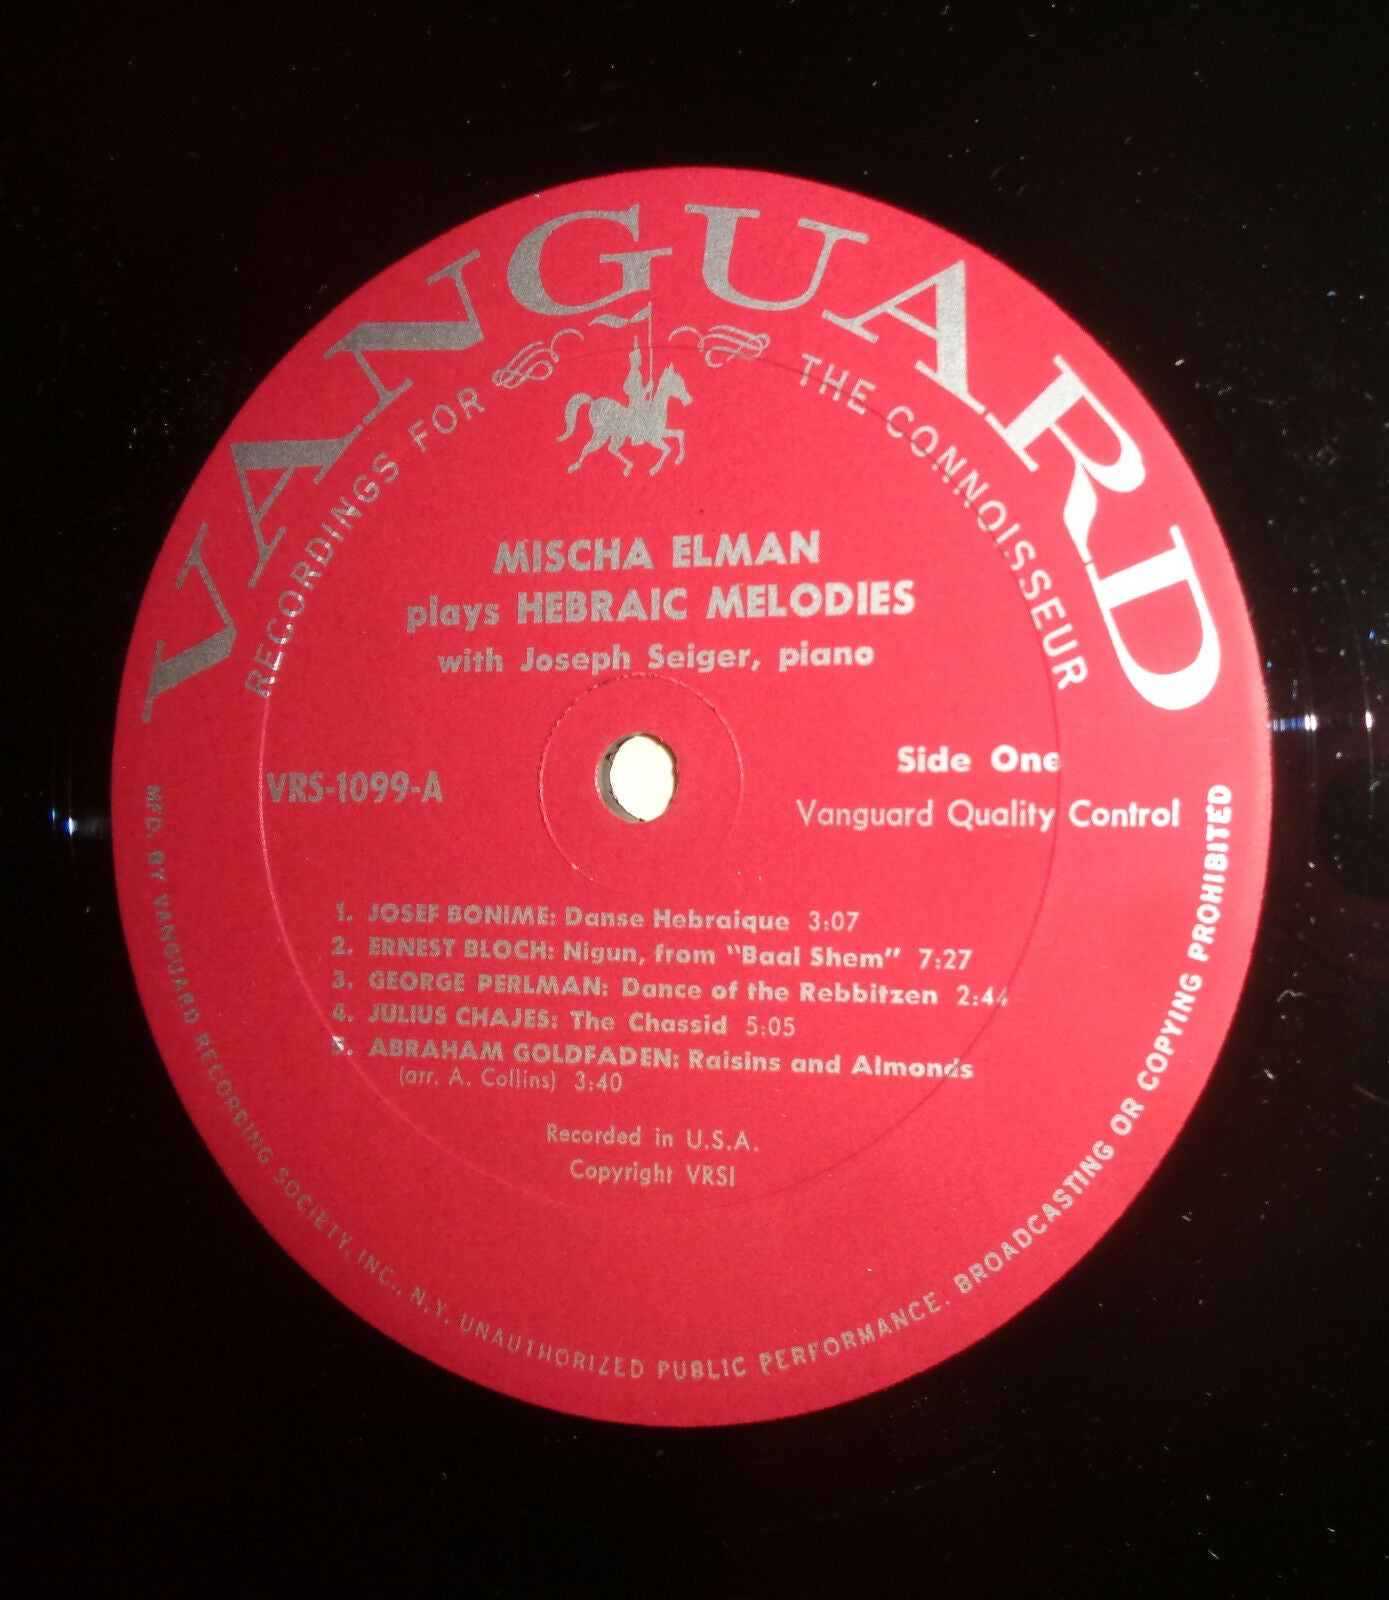 VANGUARD
RECORDINGS FOR THE CONNOISSEUR
MISCHA ELMAN
plays HEBRAIC MELODIES
with Joseph Seiger, piano
Side One
VRS-1099-A
Vanguard Quality Control
1. JOSEF BONIME: Danse Hebraique 3:07
2. ERNEST BLOCH: Nigun, from "Baal Shem" 7:27
3. GEORGE PERLMAN: Dance of the Rebbitzen 2:44
4. JULIUS CHAJES: The Chassid 5:05
5. ABRAHAM GOLDFADEN: Raisins and Almonds
(arr. A. Collins) 3:40
Recorded in U.S.A.
Copyright VRSI
MFD. BY VANGUARD RECORDING SOCIETY, INC., N.Y. UNAUTHORIZED PUBLIC PERFORMANCE, BROADCASTING OR COPYING PROHIBITED